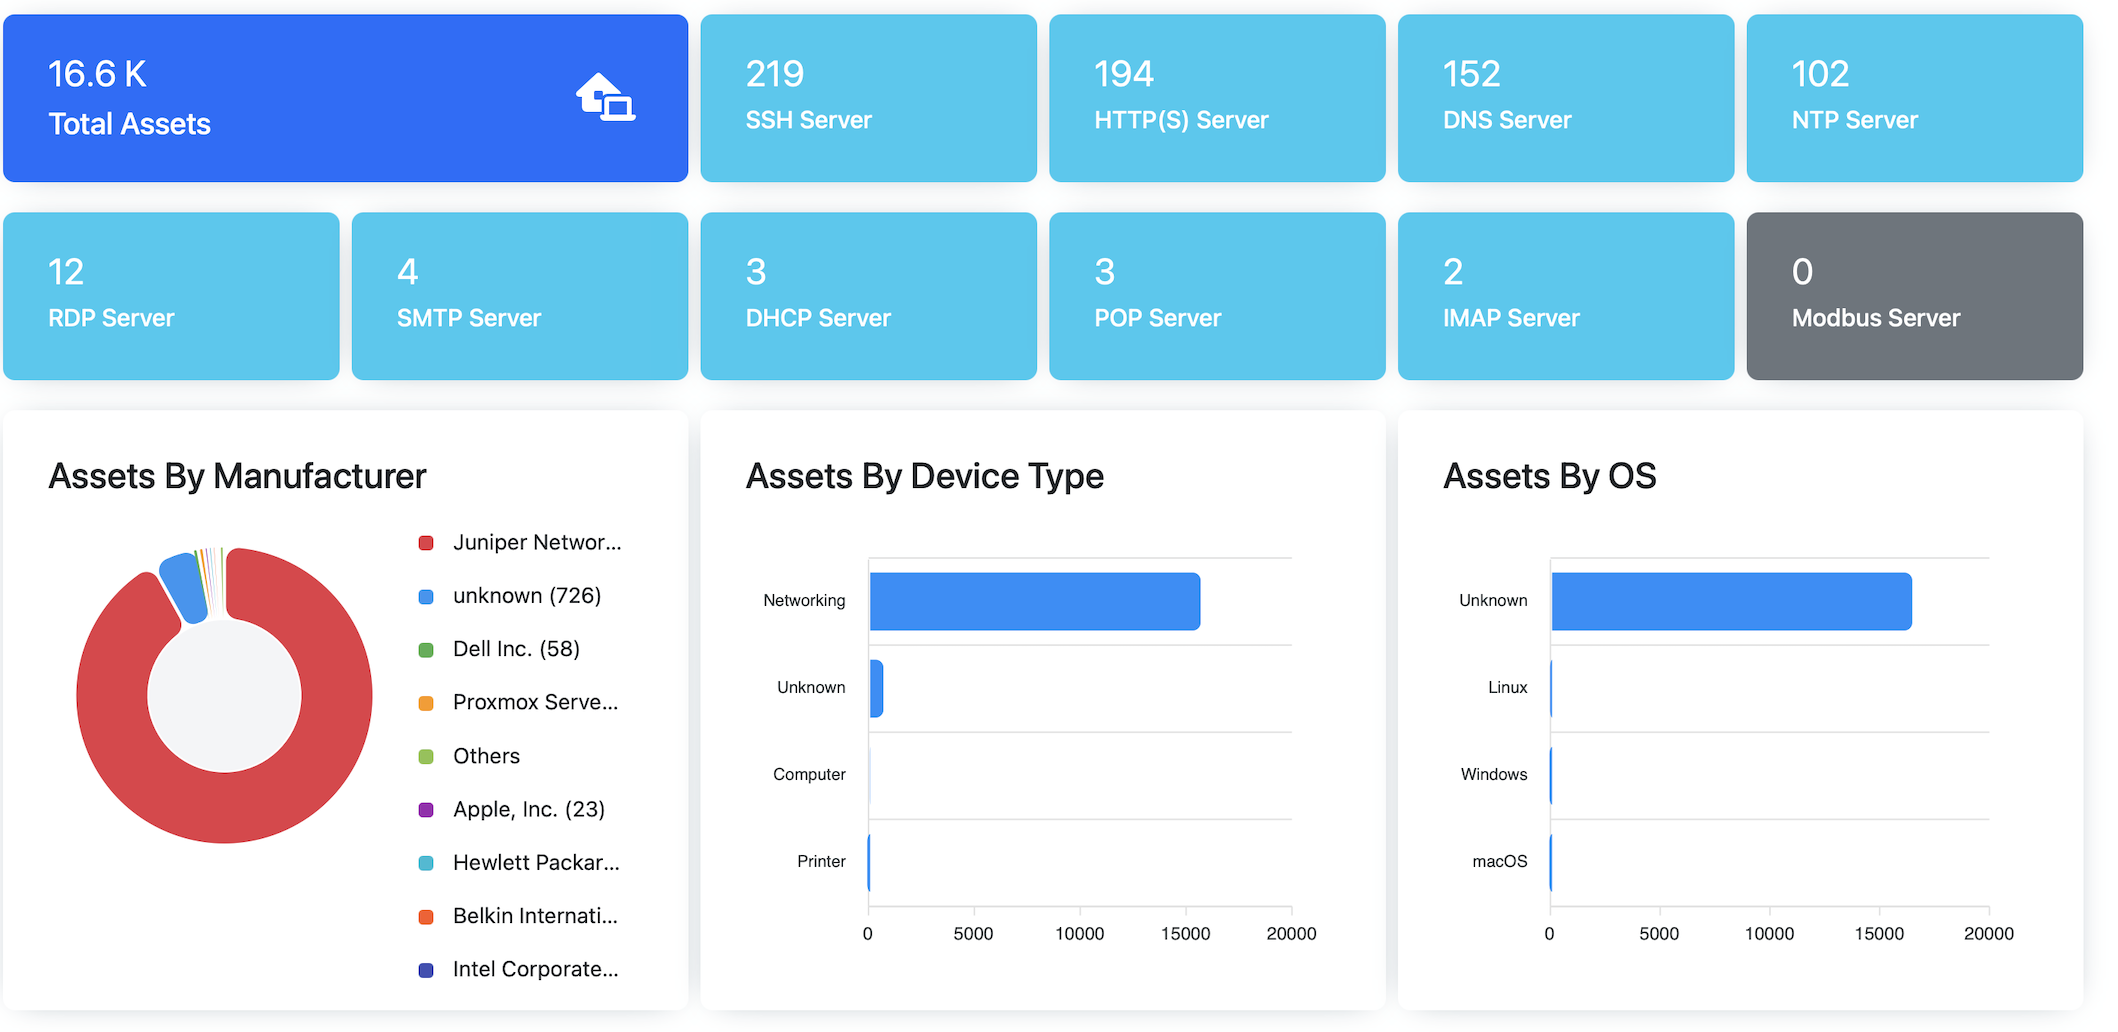 16.6 K
Total Assets
219
SSH Server
194
HTTP(S) Server
152
DNS Server
102
NTP Server
12
RDP Server
4
SMTP Server
3
DHCP Server
3
POP Server
2
IMAP Server
0
Modbus Server
Assets By Manufacturer
Juniper Networ...
unknown (726)
Dell Inc. (58)
Proxmox Serve...
Others
Apple, Inc. (23)
Hewlett Packar...
Belkin Internati...
Intel Corporate...
Assets By Device Type
Networking
Unknown
Computer
Printer
0 5000 10000 15000 20000
Assets By OS
Unknown
Linux
Windows
macOS
0 5000 10000 15000 20000